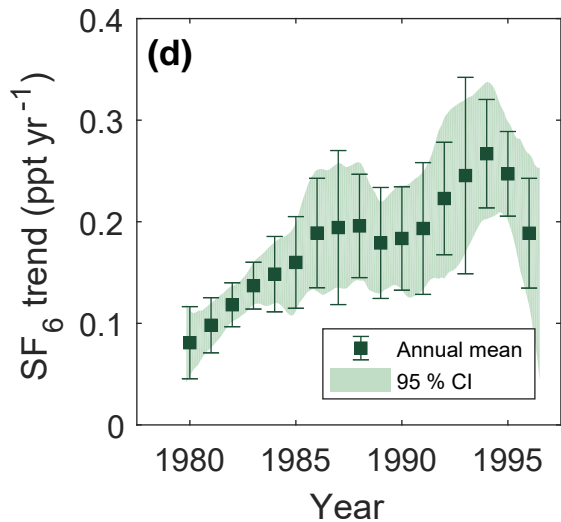 (d)
SF6 trend (ppt yr-1)
0.4
0.3
0.2
0.1
0
Annual mean
95 % CI
1980 1985 1990 1995
Year